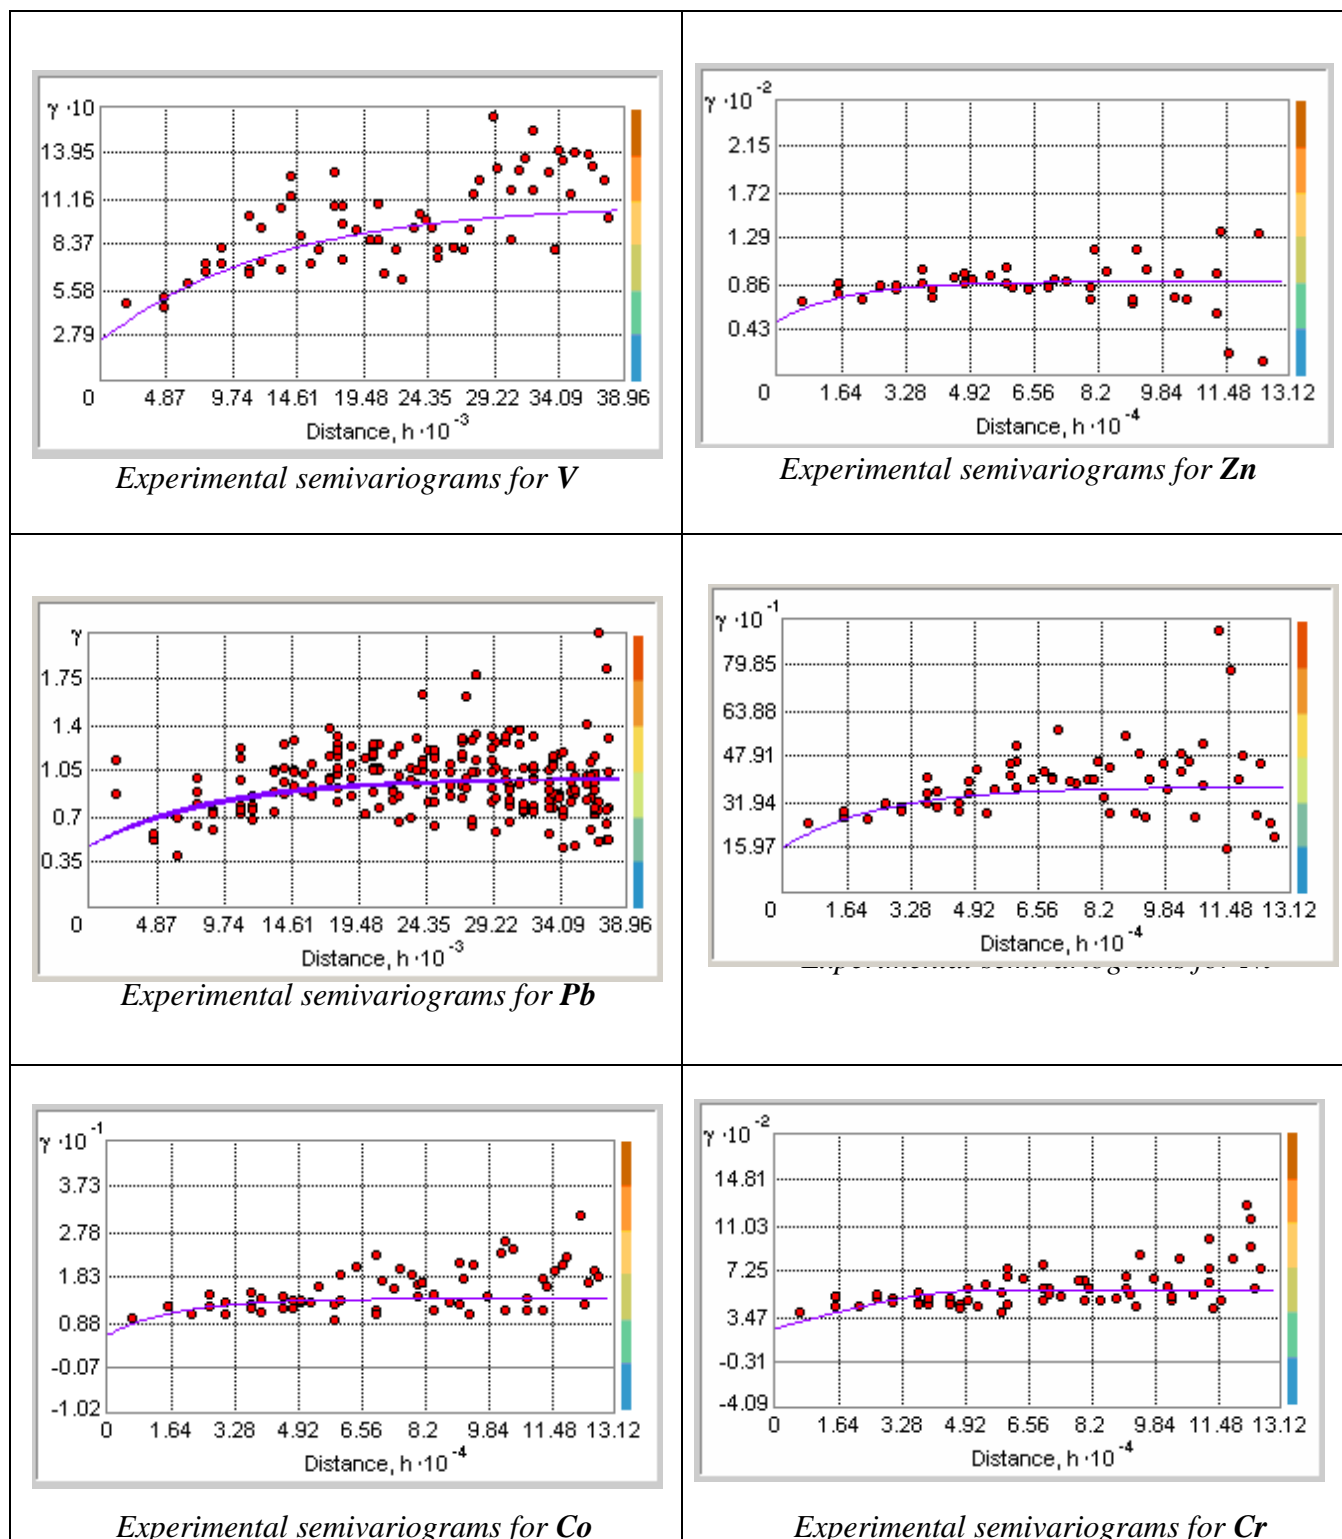 γ ·10
13.95
11.16
8.37
5.58
2.79
0 4.87 9.74 14.61 19.48 24.35 29.22 34.09 38.96
Distance, h ·10 -3
Experimental semivariograms for V
γ ·10 -2
2.15
1.72
1.29
0.86
0.43
0 1.64 3.28 4.92 6.56 8.2 9.84 11.48 13.12
Distance, h ·10 -4
Experimental semivariograms for Zn
γ
1.75
1.4
1.05
0.7
0.35
0 4.87 9.74 14.61 19.48 24.35 29.22 34.09 38.96
Distance, h ·10 -3
Experimental semivariograms for Pb
γ ·10 -1
79.85
63.88
47.91
31.94
15.97
0 1.64 3.28 4.92 6.56 8.2 9.84 11.48 13.12
Distance, h ·10 -4
Experimental semivariograms for
γ ·10 -1
3.73
2.78
1.83
0.88
-0.07
-1.02
0 1.64 3.28 4.92 6.56 8.2 9.84 11.48 13.12
Distance, h ·10 -4
Experimental semivariograms for Co
γ ·10 -2
14.81
11.03
7.25
3.47
-0.31
-4.09
0 1.64 3.28 4.92 6.56 8.2 9.84 11.48 13.12
Distance, h ·10 -4
Experimental semivariograms for Cr